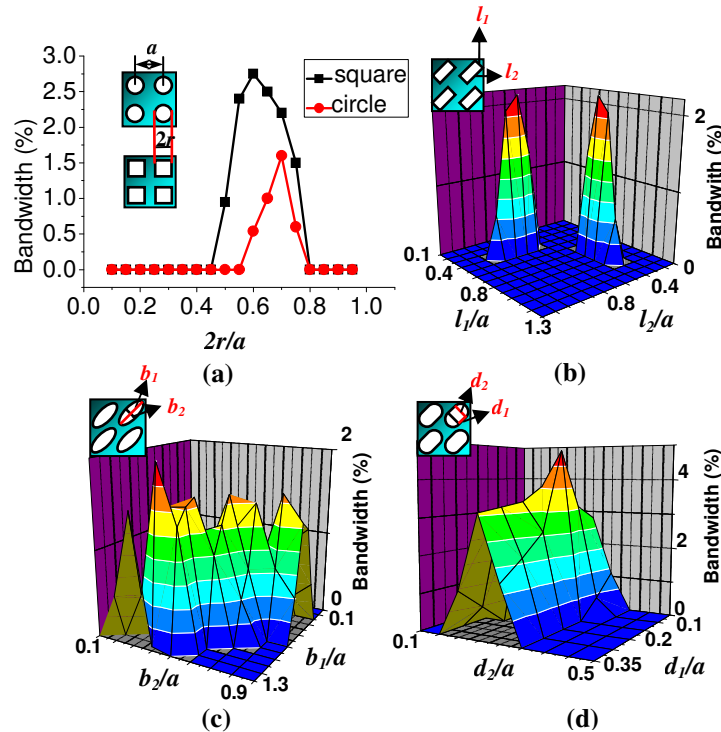 a
2r
square
circle
Bandwidth (%)
3.0
2.5
2.0
1.5
1.0
0.5
0.0
0.0 0.2 0.4 0.6 0.8 1.0
2r/a
(a)
l1
l2
2
0
Bandwidth (%)
0.1
0.4
0.8
1.3
0.8
0.4
l1/a
l2/a
(b)
b1
b2
2
0
Bandwidth (%)
0.1
0.9
1.3
0.1
b2/a
b1/a
(c)
d2
d1
4
2
0
Bandwidth (%)
0.1
0.5
0.35
0.2
0.1
d2/a
d1/a
(d)